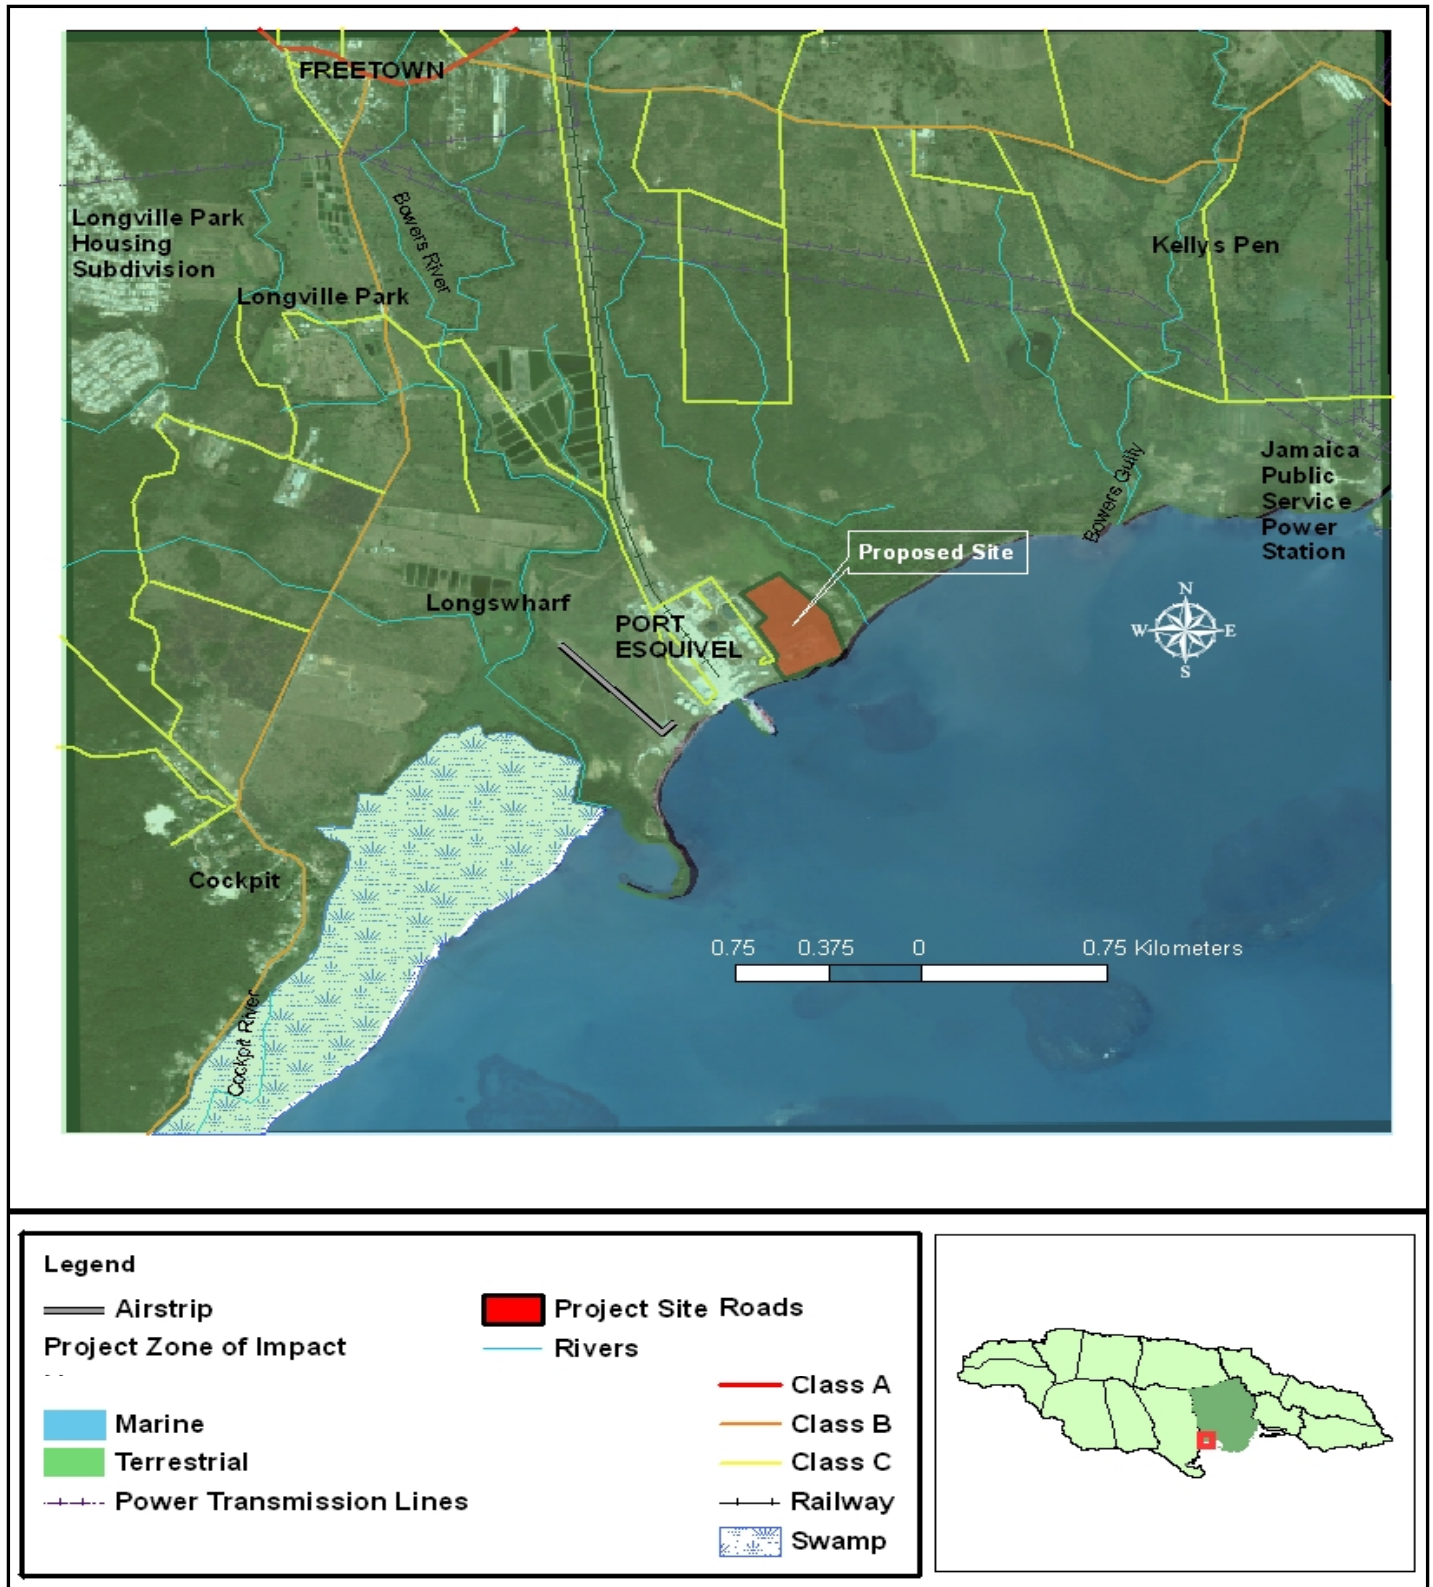 FREETOWN
Longville Park
Housing
Subdivision
Bowers River
Kellys Pen
Longville Park
Jamaica
Public
Service
Power
Station
Bowers Gully
Proposed Site
Longswharf
PORT
ESQUIVEL
N
W E
S
Cockpit
0.75 0.375 0 0.75 Kilometers
Cockpit River
Legend
Airstrip
Project Zone of Impact
Marine
Terrestrial
Power Transmission Lines
Project Site
Rivers
Roads
Class A
Class B
Class C
Railway
Swamp